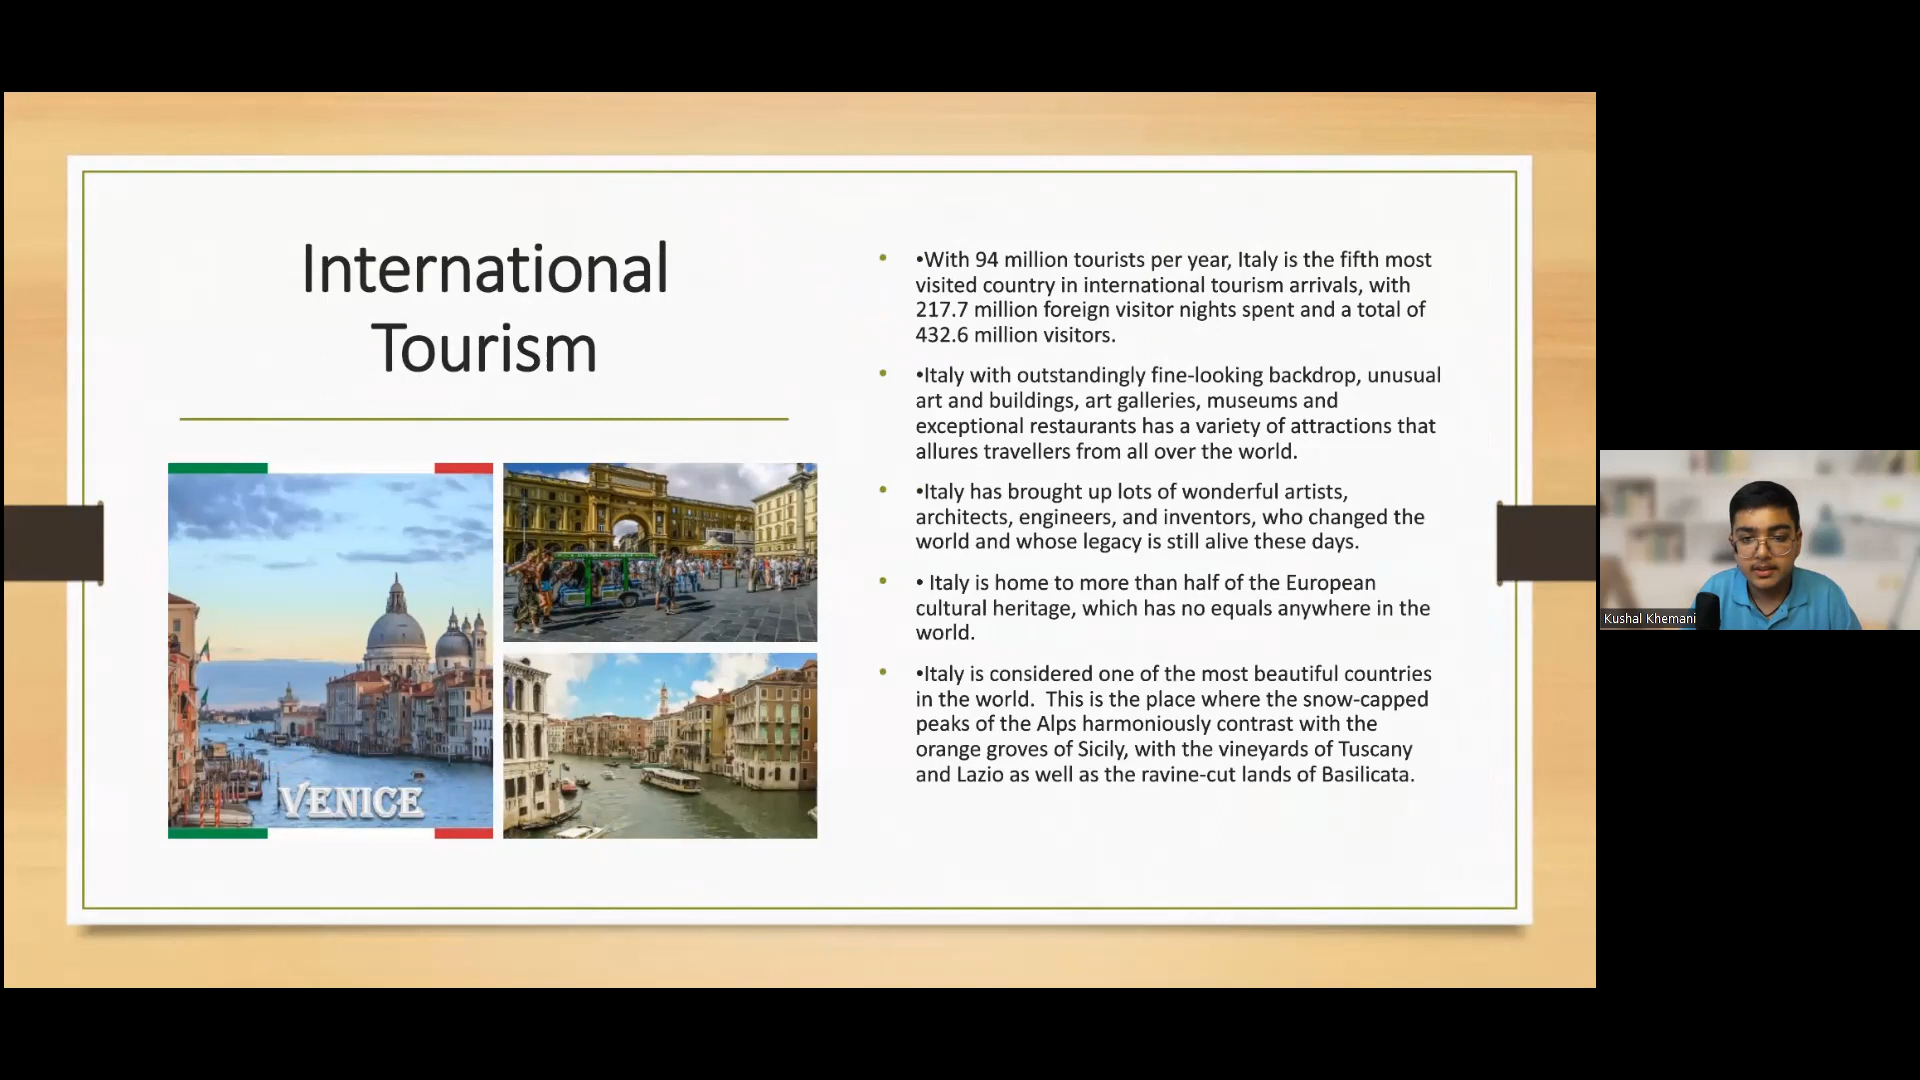 International
Tourism
VENICE
• •With 94 million tourists per year, Italy is the fifth most
visited country in international tourism arrivals, with
217.7 million foreign visitor nights spent and a total of
432.6 million visitors.
• •Italy with outstandingly fine-looking backdrop, unusual
art and buildings, art galleries, museums and
exceptional restaurants has a variety of attractions that
allures travellers from all over the world.
• •Italy has brought up lots of wonderful artists,
architects, engineers, and inventors, who changed the
world and whose legacy is still alive these days.
• • Italy is home to more than half of the European
cultural heritage, which has no equals anywhere in the
world.
• •Italy is considered one of the most beautiful countries
in the world.  This is the place where the snow-capped
peaks of the Alps harmoniously contrast with the
orange groves of Sicily, with the vineyards of Tuscany
and Lazio as well as the ravine-cut lands of Basilicata.
Kushal Khemani